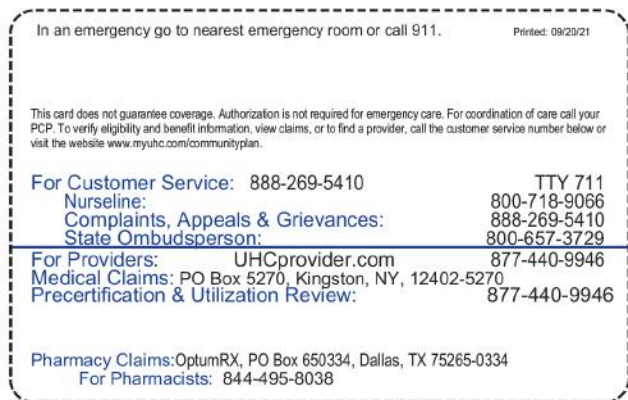 In an emergency go to nearest emergency room or call 911. Printed: 09/20/21
This card does not guarantee coverage. Authorization is not required for emergency care. For coordination of care call your
PCP. To verify eligibility and benefit information, view claims, or to find a provider, call the customer service number below or
visit the website www.myuhc.com/communityplan.
For Customer Service: 888-269-5410 TTY 711
Nurseline: 800-718-9066
Complaints, Appeals & Grievances: 888-269-5410
State Ombudsperson: 800-657-3729
For Providers: UHCprovider.com 877-440-9946
Medical Claims: PO Box 5270, Kingston, NY, 12402-5270
Precertification & Utilization Review: 877-440-9946
Pharmacy Claims:OptumRX, PO Box 650334, Dallas, TX 75265-0334
For Pharmacists: 844-495-8038